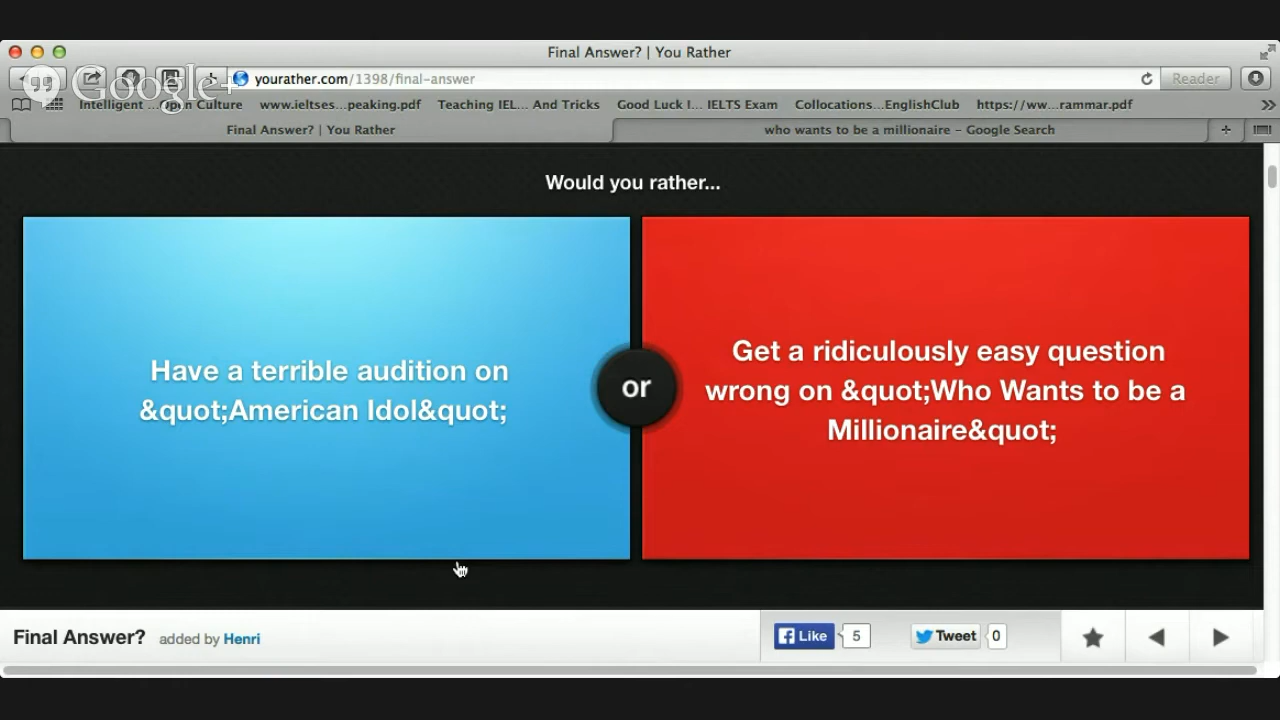 Final Answer? | You Rather
Google+
yourather.com/1398/final-answer
Reader
Intelligent ...Open Culture www.ieltses...peaking.pdf Teaching IEL... And Tricks Good Luck I... IELTS Exam Collocations...EnglishClub https://ww...rammar.pdf
Final Answer? | You Rather
who wants to be a millionaire – Google Search
Would you rather...
Have a terrible audition on
&quot;American Idol&quot;
or
Get a ridiculously easy question
wrong on &quot;Who Wants to be a
Millionaire&quot;
Final Answer? added by Henri
Like 5
Tweet 0